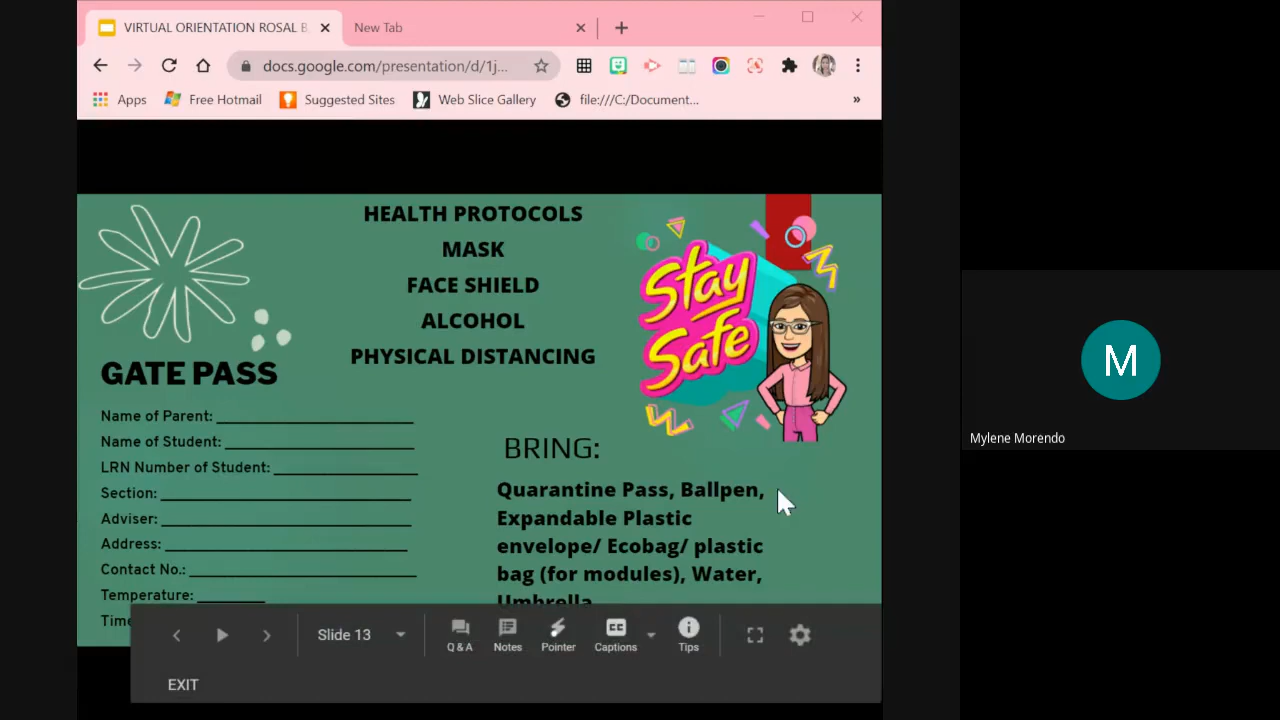 VIRTUAL ORIENTATION ROSAL B
New Tab
docs.google.com/presentation/d/1j...
Apps
Free Hotmail
Suggested Sites
Web Slice Gallery
file:///C:/Document...
»
HEALTH PROTOCOLS
MASK
FACE SHIELD
ALCOHOL
PHYSICAL DISTANCING
Stay
Safe
GATE PASS
Name of Parent:
Name of Student:
LRN Number of Student:
Section:
Adviser:
Address:
Contact No.:
Temperature:
Time
BRING:
Quarantine Pass, Ballpen,
Expandable Plastic
envelope/ Ecobag/ plastic
bag (for modules), Water,
Umbrella
Slide 13
Q & A
Notes
Pointer
Captions
Tips
EXIT
M
Mylene Morendo